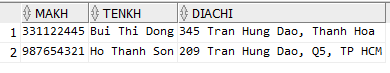 MAKH TENKH DIACHI
1 331122445 Bui Thi Dong 345 Tran Hung Dao, Thanh Hoa
2 987654321 Ho Thanh Son 209 Tran Hung Dao, Q5, TP HCM